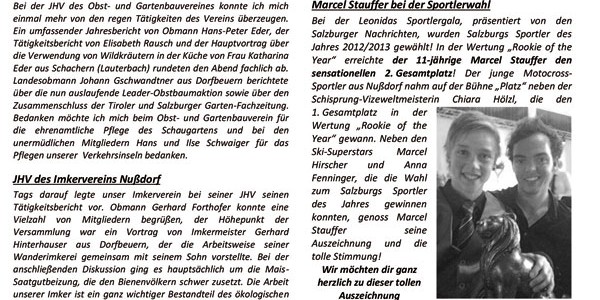 Bei der JHV des Obst- und Gartenbauvereines konnte ich mich
einmal mehr von den regen Tätigkeiten des Vereins überzeugen.
Ein umfassender Jahresbericht von Obmann Hans-Peter Eder, der
Tätigkeitsbericht von Elisabeth Rausch und der Hauptvortrag über
die Verwendung von Wildkräutern in der Küche von Frau Katharina
Eder aus Schachern (Lauterbach) rundeten den Abend fachlich ab.
Landesobmann Johann Gschwandtner aus Dorfbeuern berichtete
über die nun auslaufende Leader-Obstbaumaktion sowie über den
Zusammenschluss der Tiroler und Salzburger Garten-Fachzeitung.
Bedanken möchte ich mich beim Obst- und Gartenbauverein für
die ehrenamtliche Pflege des Schaugartens und bei den
unermüdlichen Mitgliedern Hans und Ilse Schwaiger für das
Pflegen unserer Verkehrsinseln bedanken.
JHV des Imkervereins Nußdorf
Tags darauf legte unser Imkerverein bei seiner JHV seinen
Tätigkeitsbericht vor. Obmann Gerhard Forthofer konnte eine
Vielzahl von Mitgliedern begrüßen, der Höhepunkt der
Versammlung war ein Vortrag von Imkermeister Gerhard
Hinterhauser aus Dorfbeuern, der die Arbeitsweise seiner
Wanderimkerei gemeinsam mit seinem Sohn vorstellte. Bei der
anschließenden Diskussion ging es hauptsächlich um die Mais-
Saatgutbeizung, die den Bienenvölkern schwer zusetzt. Die Arbeit
unserer Imker ist ein ganz wichtiger Bestandteil des ökologischen
Marcel Stauffer bei der Sportlerwahl
Bei der Leonidas Sportlergala, präsentiert von den
Salzburger Nachrichten, wurden Salzburgs Sportler des
Jahres 2012/2013 gewählt! In der Wertung „Rookie of the
Year“ erreichte der 11-jährige Marcel Stauffer den
sensationellen 2. Gesamtplatz! Der junge Motocross-
Sportler aus Nußdorf nahm auf der Bühne „Platz“ neben der
Schisprung-Vizeweltmeisterin Chiara Hölzl, die den
1. Gesamtplatz in der
Wertung „Rookie of the
Year“ gewann. Neben den
Ski-Superstars Marcel
Hirscher und Anna
Fenninger, die die Wahl
zum Salzburgs Sportler
des Jahres gewinnen
konnten, genoss Marcel
Stauffer seine
Auszeichnung und die
tolle Stimmung!
Wir möchten dir ganz
herzlich zu dieser tollen
Auszeichnung